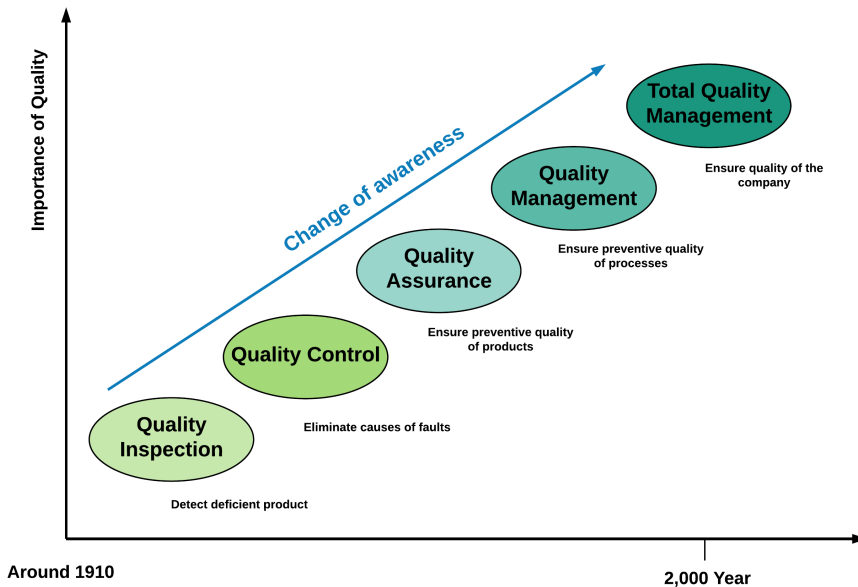 Importance of Quality
Change of awareness
Total Quality
Management
Ensure quality of the
company
Quality
Management
Ensure preventive quality
of processes
Quality
Assurance
Ensure preventive quality
of products
Quality Control
Eliminate causes of faults
Quality
Inspection
Detect deficient product
Around 1910
2,000 Year